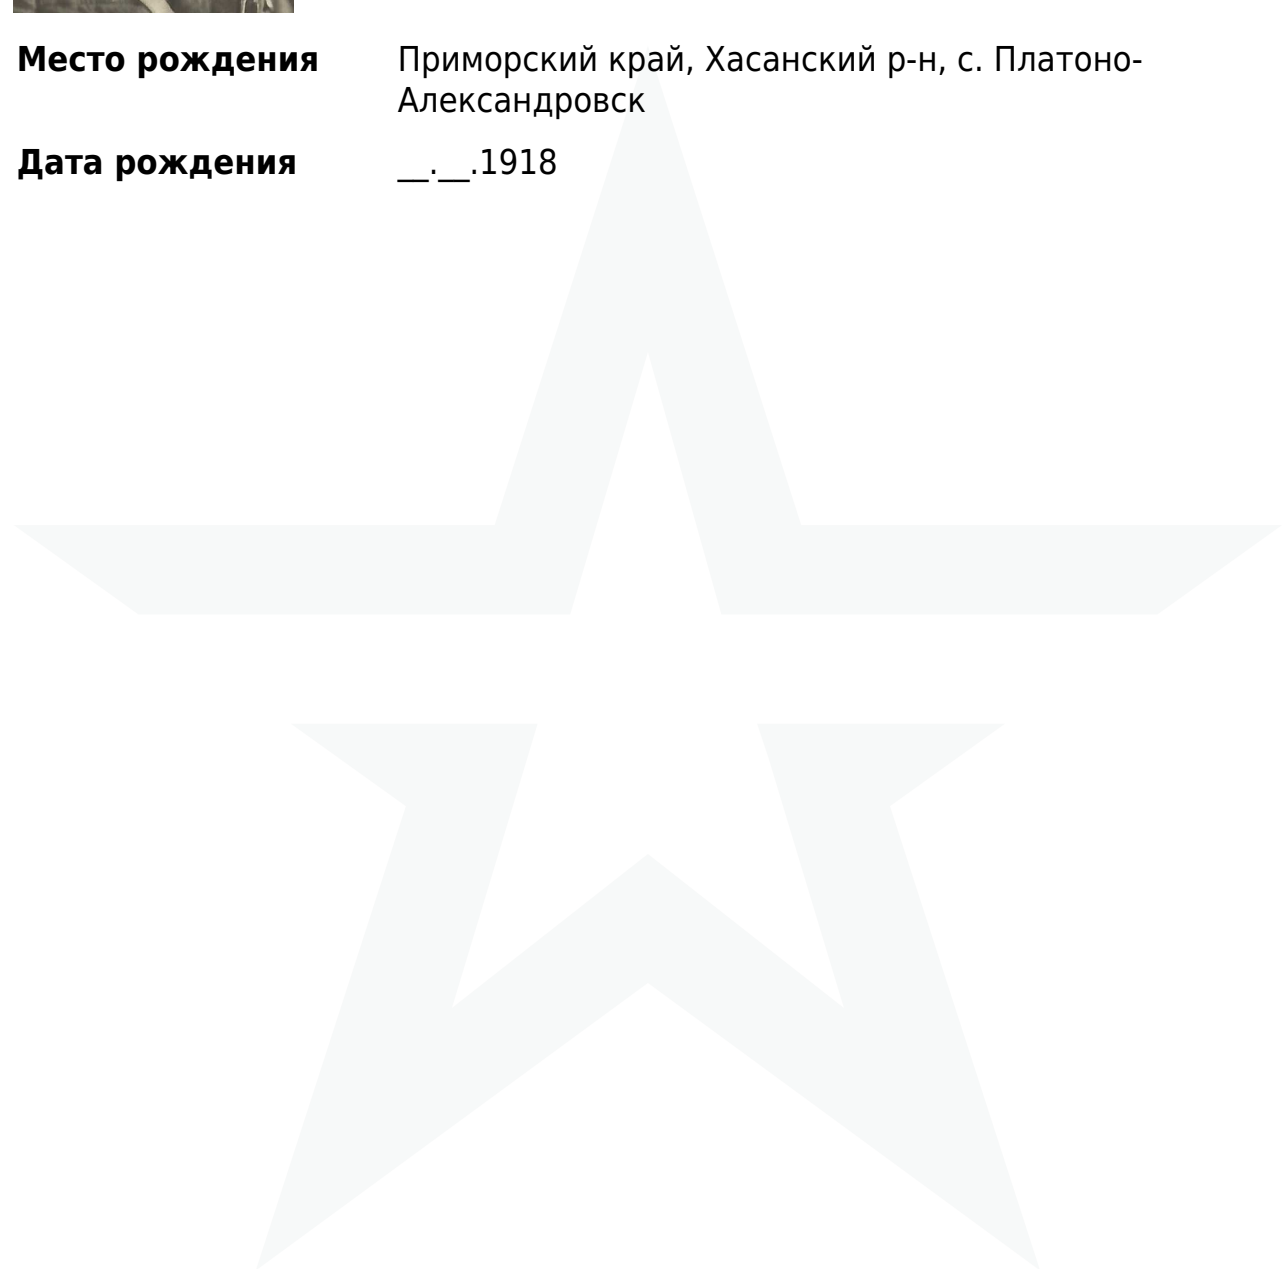 Место рождения Приморский край, Хасанский р-н, с. Платоно-
Александровск
Дата рождения __.__.1918